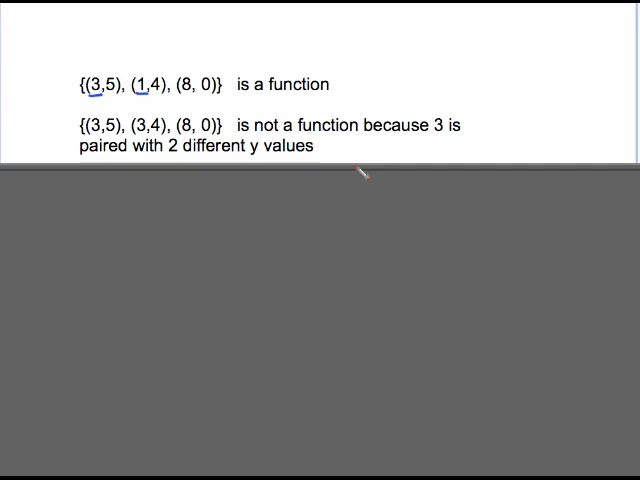 {(3,5), (1,4), (8, 0)} is a function
{(3,5), (3,4), (8, 0)} is not a function because 3 is
paired with 2 different y values